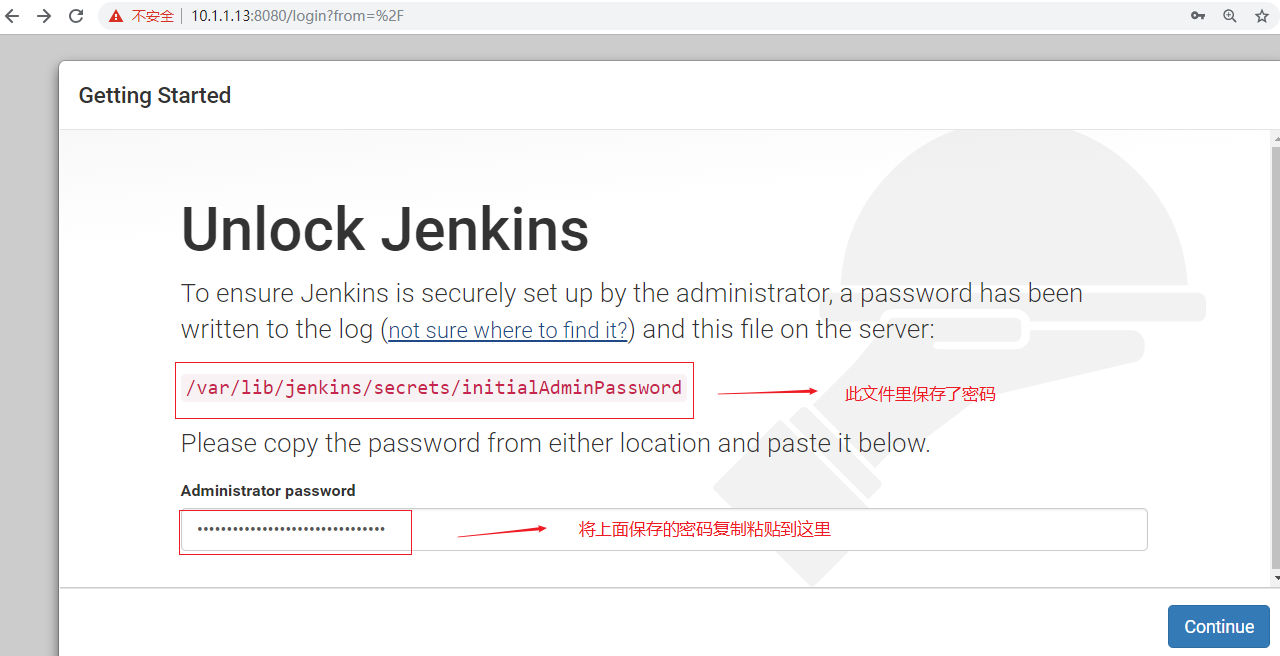 不安全 | 10.1.1.13:8080/login?from=%2F
Getting Started
Unlock Jenkins
To ensure Jenkins is securely set up by the administrator, a password has been
written to the log (not sure where to find it?) and this file on the server:
/var/lib/jenkins/secrets/initialAdminPassword
此文件里保存了密码
Please copy the password from either location and paste it below.
Administrator password
••••••••••••••••••••••••••••••••
将上面保存的密码复制粘贴到这里
Continue